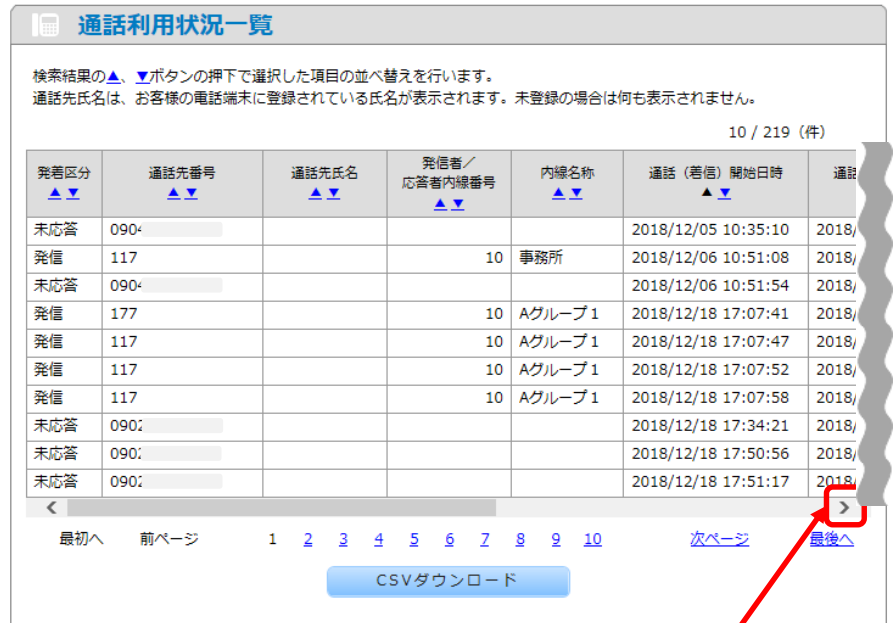 通話利用状況一覧
検索結果の▲、▼ボタンの押下で選択した項目の並べ替えを行います。
通話先氏名は、お客様の電話端末に登録されている氏名が表示されます。未登録の場合は何も表示されません。
10 / 219（件）
発着区分 通話先番号 通話先氏名 発信者／応答者内線番号 内線名称 通話（着信）開始日時 通話
▲ ▼ ▲ ▼ ▲ ▼ ▲ ▼ ▲ ▼ ▲ ▼
未応答 0904 2018/12/05 10:35:10 2018/
発信 117 10 事務所 2018/12/06 10:51:08 2018/
未応答 0904 2018/12/06 10:51:54 2018/
発信 177 10 Aグループ1 2018/12/18 17:07:41 2018/
発信 117 10 Aグループ1 2018/12/18 17:07:47 2018/
発信 117 10 Aグループ1 2018/12/18 17:07:52 2018/
発信 117 10 Aグループ1 2018/12/18 17:07:58 2018/
未応答 0902 2018/12/18 17:34:21 2018/
未応答 0902 2018/12/18 17:50:56 2018/
未応答 0902 2018/12/18 17:51:17 2018/
最初へ 前ページ 1 2 3 4 5 6 7 8 9 10 次ページ 最後へ
CSVダウンロード